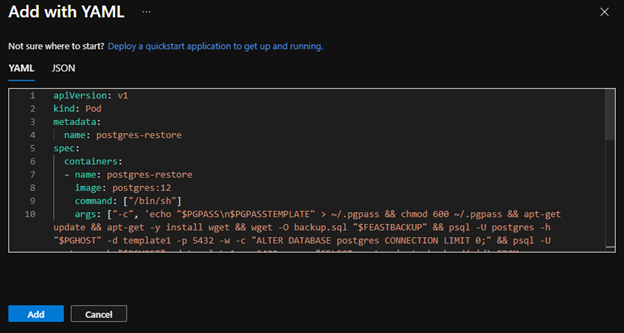 Add with YAML ...
Not sure where to start? Deploy a quickstart application to get up and running.
YAML JSON
1 apiVersion: v1
2 kind: Pod
3 metadata:
4 name: postgres-restore
5 spec:
6 containers:
7 - name: postgres-restore
8 image: postgres:12
9 command: ["/bin/sh"]
10 args: ["-c", 'echo "$PGPASS\n$PGPASSTEMPLATE" > ~/.pgpass && chmod 600 ~/.pgpass && apt-get
update && apt-get -y install wget && wget -O backup.sql "$FEASTBACKUP" && psql -U postgres -h
"$PGHOST" -d template1 -p 5432 -w -c "ALTER DATABASE postgres CONNECTION LIMIT 0;" && psql -U
Add Cancel